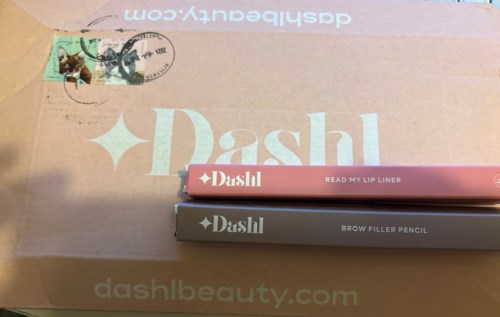 dashlbeauty.com
Dashl
Dashl READ MY LIP LINER
Dashl BROW FILLER PENCIL
dashlbeauty.com